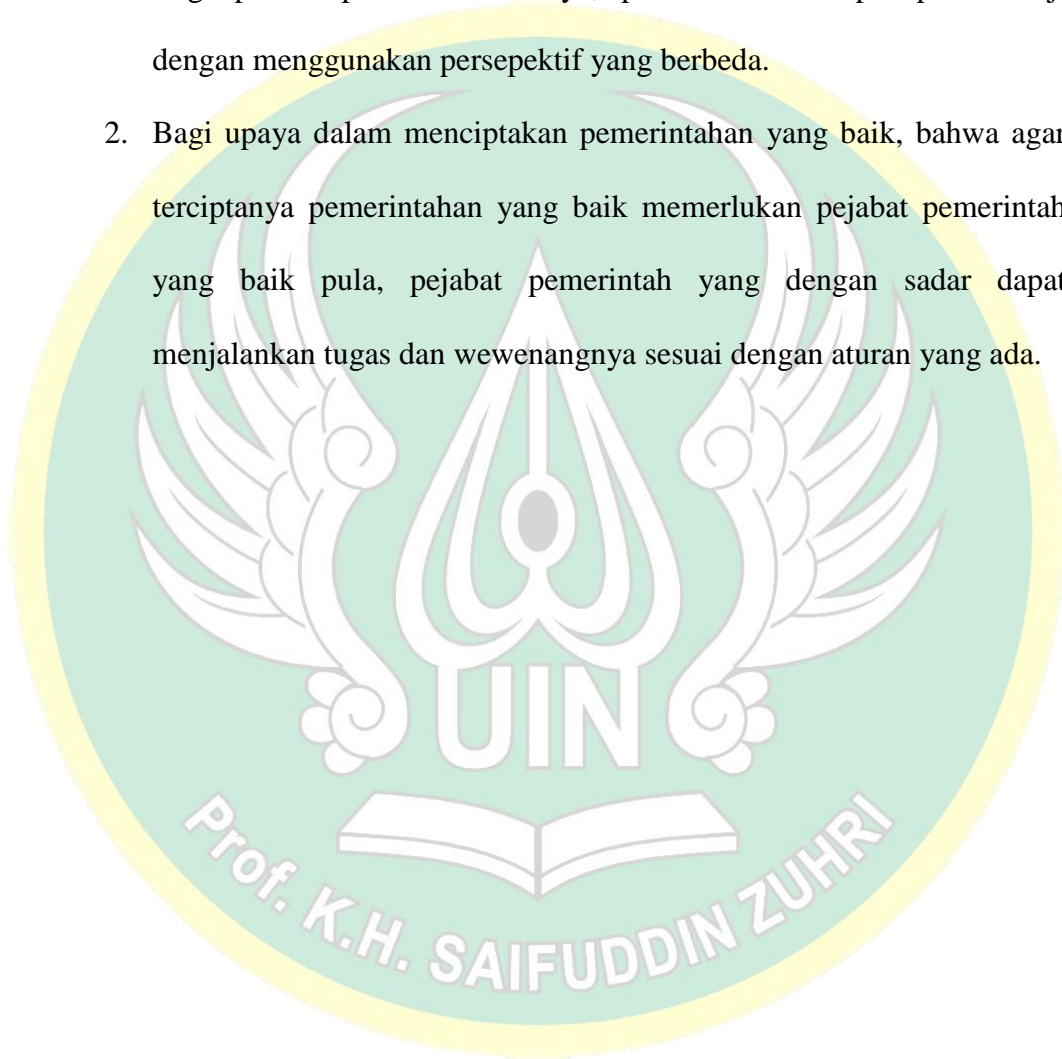 dengan menggunakan persepektif yang berbeda.
2. Bagi upaya dalam menciptakan pemerintahan yang baik, bahwa agar
terciptanya pemerintahan yang baik memerlukan pejabat pemerintah
yang baik pula, pejabat pemerintah yang dengan sadar dapat
menjalankan tugas dan wewenangnya sesuai dengan aturan yang ada.
UIN
Prof. K.H. SAIFUDDIN ZUHRI